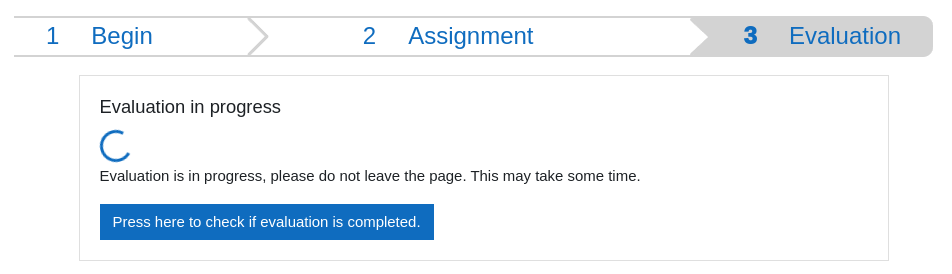 1 Begin 2 Assignment 3 Evaluation
Evaluation in progress
Evaluation is in progress, please do not leave the page. This may take some time.
Press here to check if evaluation is completed.